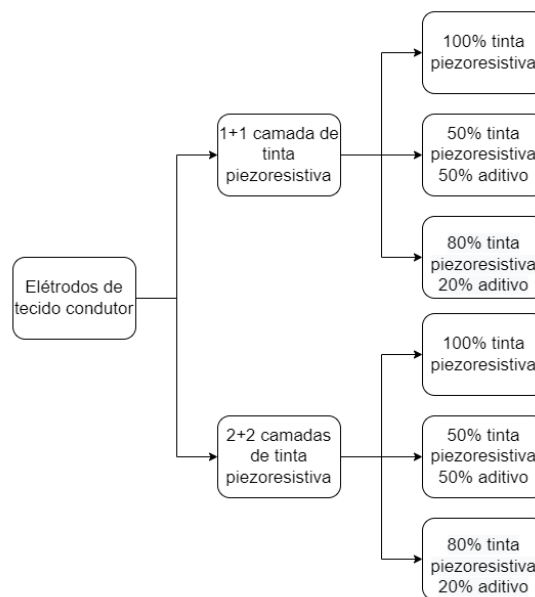 Elétrodos de
tecido condutor
1+1 camada de
tinta
piezoresistiva
100% tinta
piezoresistiva
50% tinta
piezoresistiva
50% aditivo
80% tinta
piezoresistiva
20% aditivo
2+2 camadas
de tinta
piezoresistiva
100% tinta
piezoresistiva
50% tinta
piezoresistiva
50% aditivo
80% tinta
piezoresistiva
20% aditivo